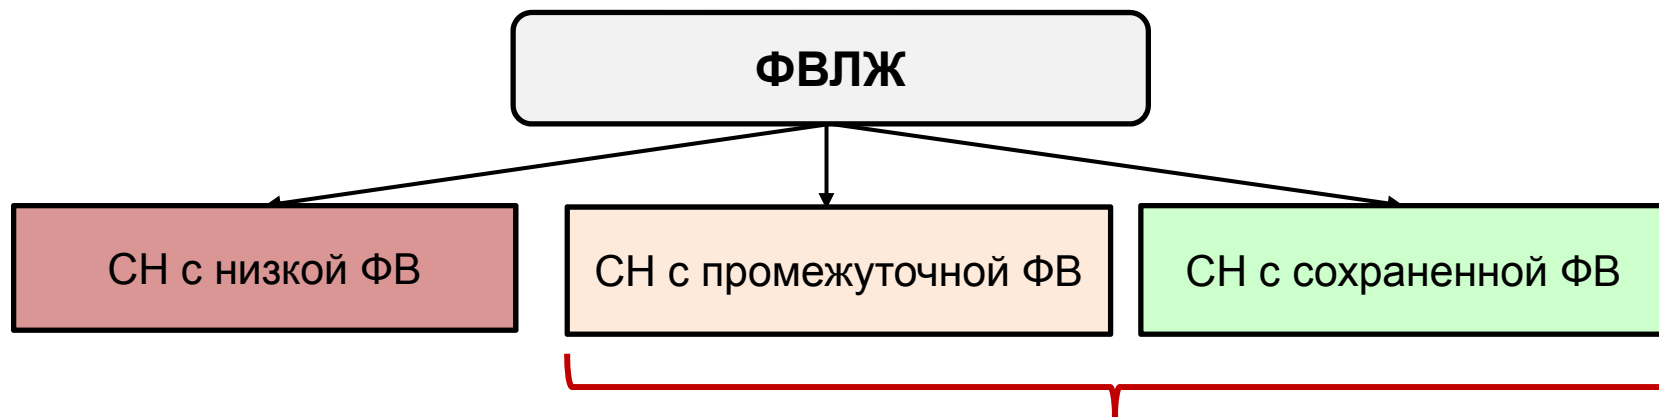 ФВЛЖ
СН с низкой ФВ
СН с промежуточной ФВ
СН с сохраненной ФВ